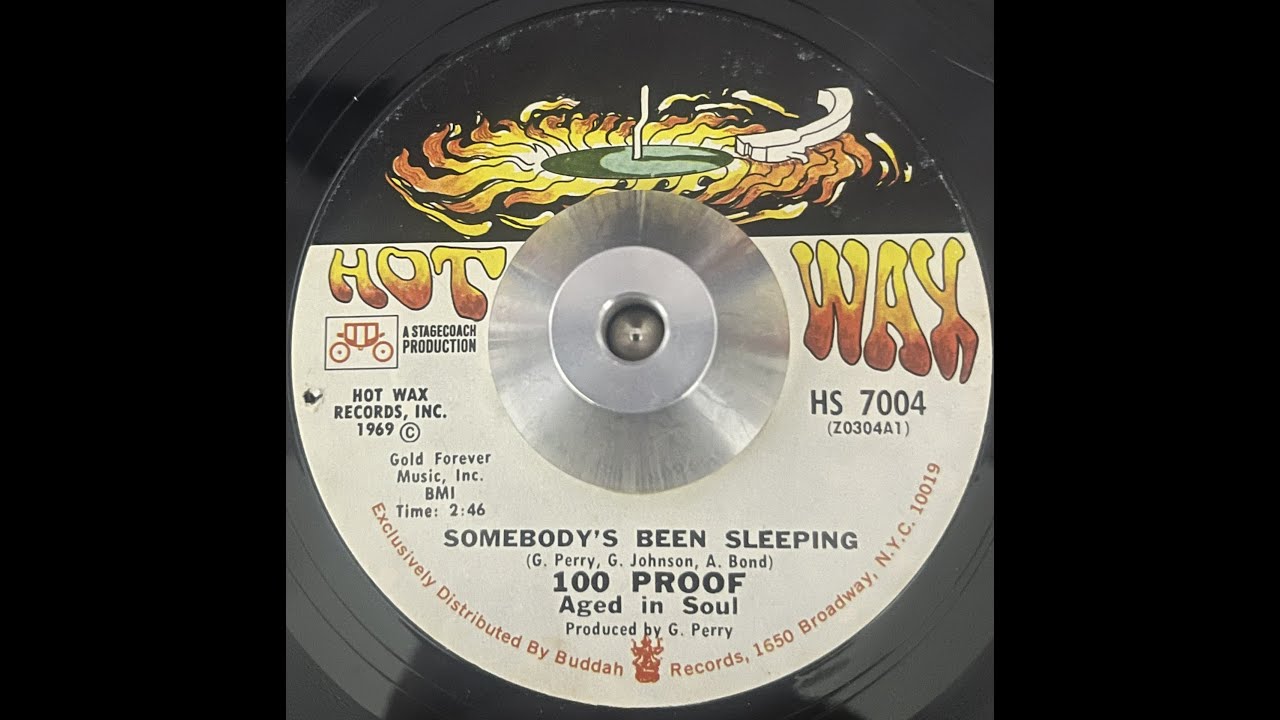 HOT WAX
A STAGECOACH
PRODUCTION
HOT WAX
RECORDS, INC.
1969 ©
HS 7004
(Z0304A1)
Gold Forever
Music, Inc.
BMI
Time: 2:46
SOMEBODY'S BEEN SLEEPING
(G. Perry, G. Johnson, A. Bond)
100 PROOF
Aged in Soul
Produced by G. Perry
Exclusively Distributed By Buddah Records, 1650 Broadway, N.Y.C. 10019